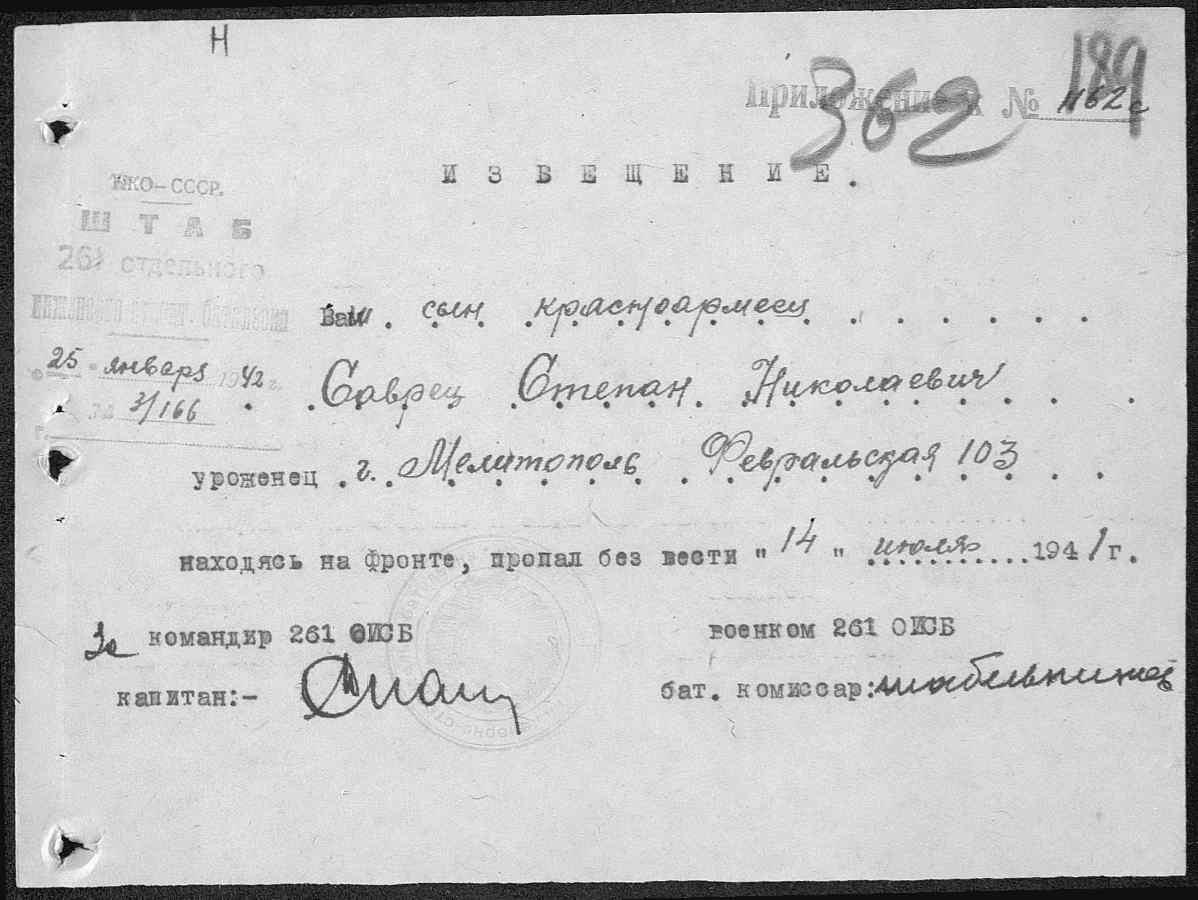 Н
189
362
Приложение к № 1162с
ИЗВЕЩЕНИЕ.
НКО-СССР.
ШТАБ
261 отдельного
25 января 1942 г.
№ 3/166
г.
Ваш сын красноармеец
Саврец Степан Николаевич
уроженец г. Мелитополь Февральская 103
находясь на фронте, пропал без вести "14" июля 1941 г.
За командир 261 ОИСБ
военком 261 ОИСБ
капитан:-
бат. комиссар: